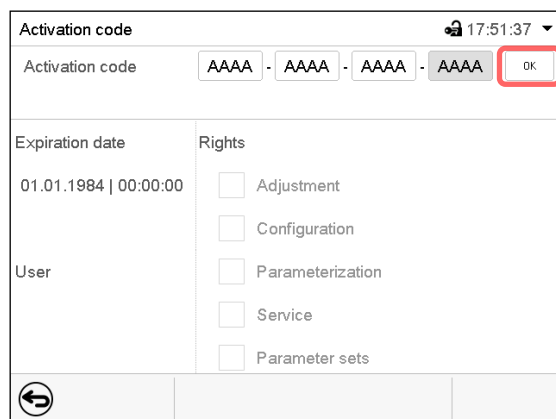 Activation code 17:51:37
Activation code AAAA - AAAA - AAAA - AAAA OK
Expiration date Rights
01.01.1984 | 00:00:00 Adjustment
Configuration
User Parameterization
Service
Parameter sets